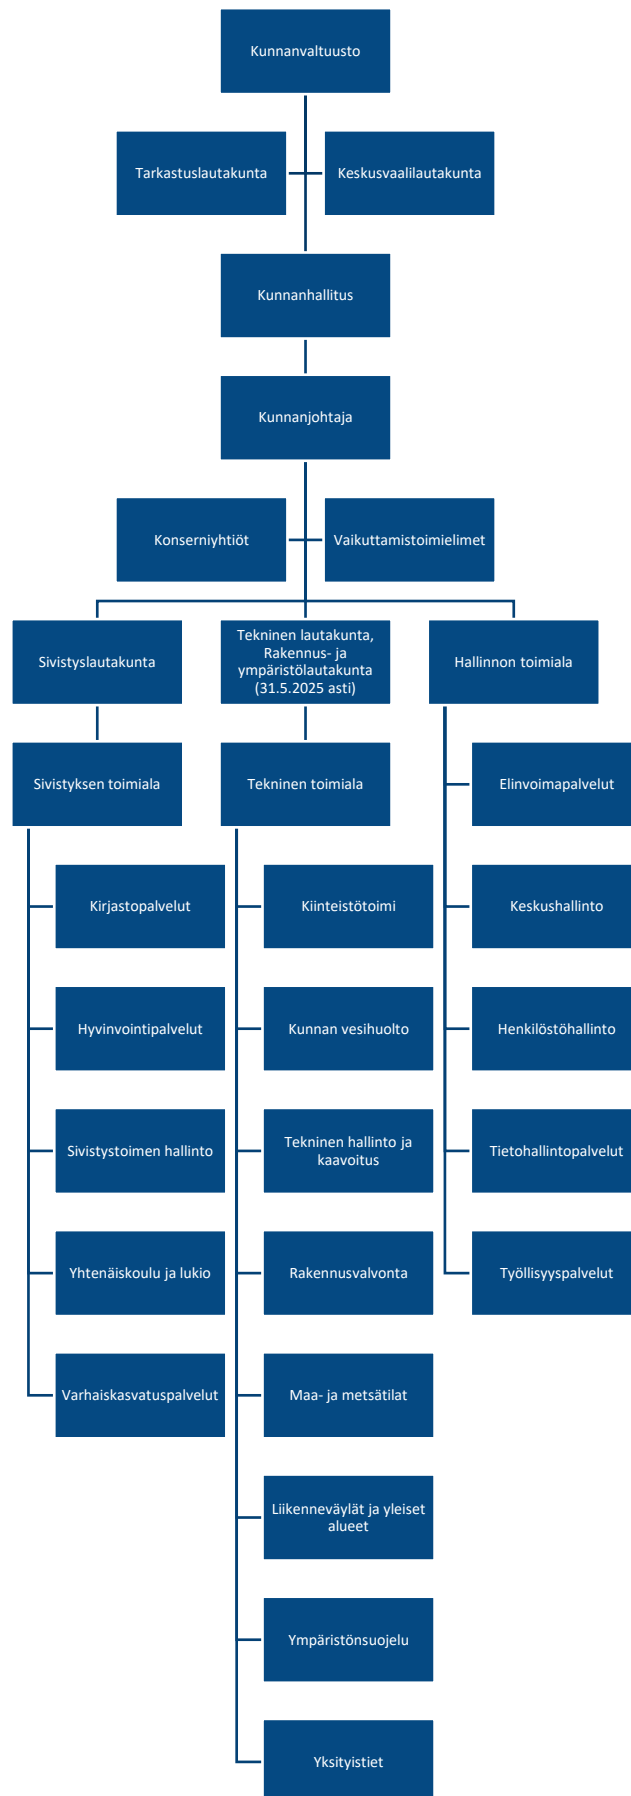 Kunnanvaltuusto
Tarkastuslautakunta
Keskusvaalilautakunta
Kunnanhallitus
Kunnanjohtaja
Konserniyhtiöt
Vaikuttamistoimielimet
Sivistyslautakunta
Tekninen lautakunta,
Rakennus- ja
ympäristölautakunta
(31.5.2025 asti)
Hallinnon toimiala
Sivistyksen toimiala
Tekninen toimiala
Elinvoimapalvelut
Kirjastopalvelut
Kiinteistötoimi
Keskushallinto
Hyvinvointipalvelut
Kunnan vesihuolto
Henkilöstöhallinto
Sivistystoimen hallinto
Tekninen hallinto ja
kaavoitus
Tietohallintopalvelut
Yhtenäiskoulu ja lukio
Rakennusvalvonta
Työllisyyspalvelut
Varhaiskasvatuspalvelut
Maa- ja metsätilat
Liikenneväylät ja yleiset
alueet
Ympäristönsuojelu
Yksityistiet